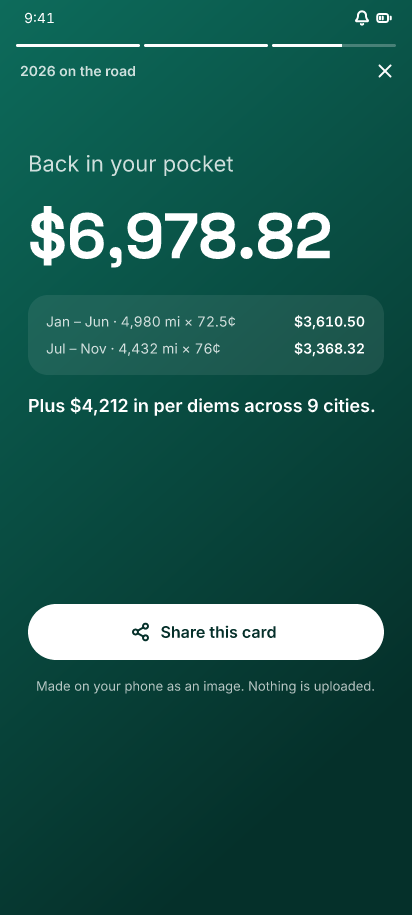 9:41
2026 on the road
Back in your pocket
$6,978.82
Jan – Jun · 4,980 mi × 72.5¢ $3,610.50
Jul – Nov · 4,432 mi × 76¢ $3,368.32
Plus $4,212 in per diems across 9 cities.
Share this card
Made on your phone as an image. Nothing is uploaded.